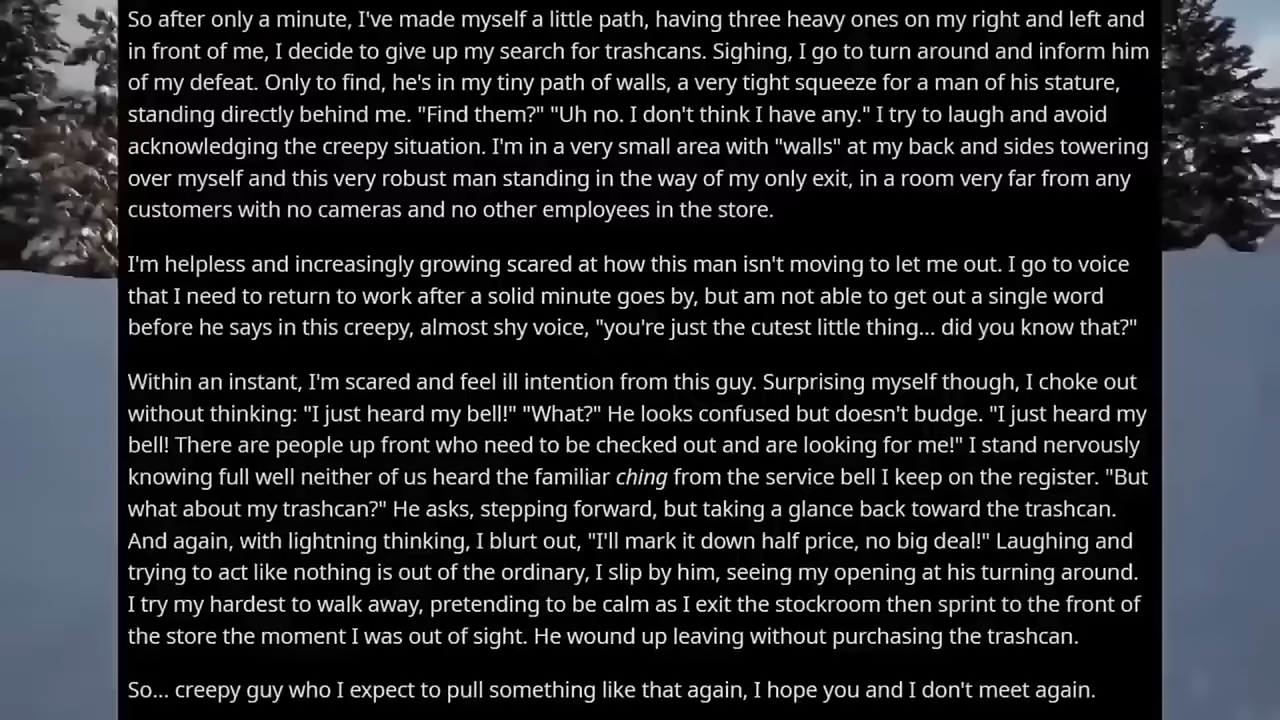 So after only a minute, I've made myself a little path, having three heavy ones on my right and left and
in front of me, I decide to give up my search for trashcans. Sighing, I go to turn around and inform him
of my defeat. Only to find, he's in my tiny path of walls, a very tight squeeze for a man of his stature,
standing directly behind me. "Find them?" "Uh no. I don't think I have any." I try to laugh and avoid
acknowledging the creepy situation. I'm in a very small area with "walls" at my back and sides towering
over myself and this very robust man standing in the way of my only exit, in a room very far from any
customers with no cameras and no other employees in the store.
I'm helpless and increasingly growing scared at how this man isn't moving to let me out. I go to voice
that I need to return to work after a solid minute goes by, but am not able to get out a single word
before he says in this creepy, almost shy voice, "you're just the cutest little thing... did you know that?"
Within an instant, I'm scared and feel ill intention from this guy. Surprising myself though, I choke out
without thinking: "I just heard my bell!" "What?" He looks confused but doesn't budge. "I just heard my
bell! There are people up front who need to be checked out and are looking for me!" I stand nervously
knowing full well neither of us heard the familiar ching from the service bell I keep on the register. "But
what about my trashcan?" He asks, stepping forward, but taking a glance back toward the trashcan.
And again, with lightning thinking, I blurt out, "I'll mark it down half price, no big deal!" Laughing and
trying to act like nothing is out of the ordinary, I slip by him, seeing my opening at his turning around.
I try my hardest to walk away, pretending to be calm as I exit the stockroom then sprint to the front of
the store the moment I was out of sight. He wound up leaving without purchasing the trashcan.
So... creepy guy who I expect to pull something like that again, I hope you and I don't meet again.